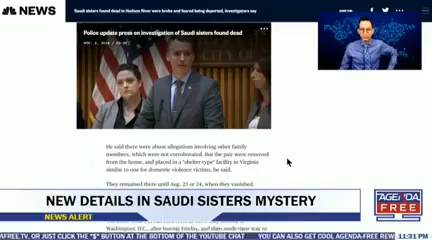 NEWS
Saudi sisters found dead in Hudson River were broke and feared being deported, investigators say
Police update press on investigation of Saudi sisters found dead
He said there were abuse allegations involving other family
members, which were not corroborated. But the pair were removed
from the home, and placed in a "shelter-type" facility in Virginia
similar to one for domestic violence victims, he said.
They remained there until Aug. 23 or 24, when they vanished.
NEW DETAILS IN SAUDI SISTERS MYSTERY
NEWS ALERT
AGENDA
FREE
AFREE.TV, OR JUST CLICK THE "$" BUTTON AT THE BOTTOM OF THE YOUTUBE CHAT
YOU CAN ALSO GET COOL AGENDA-FREE
11:31 PM